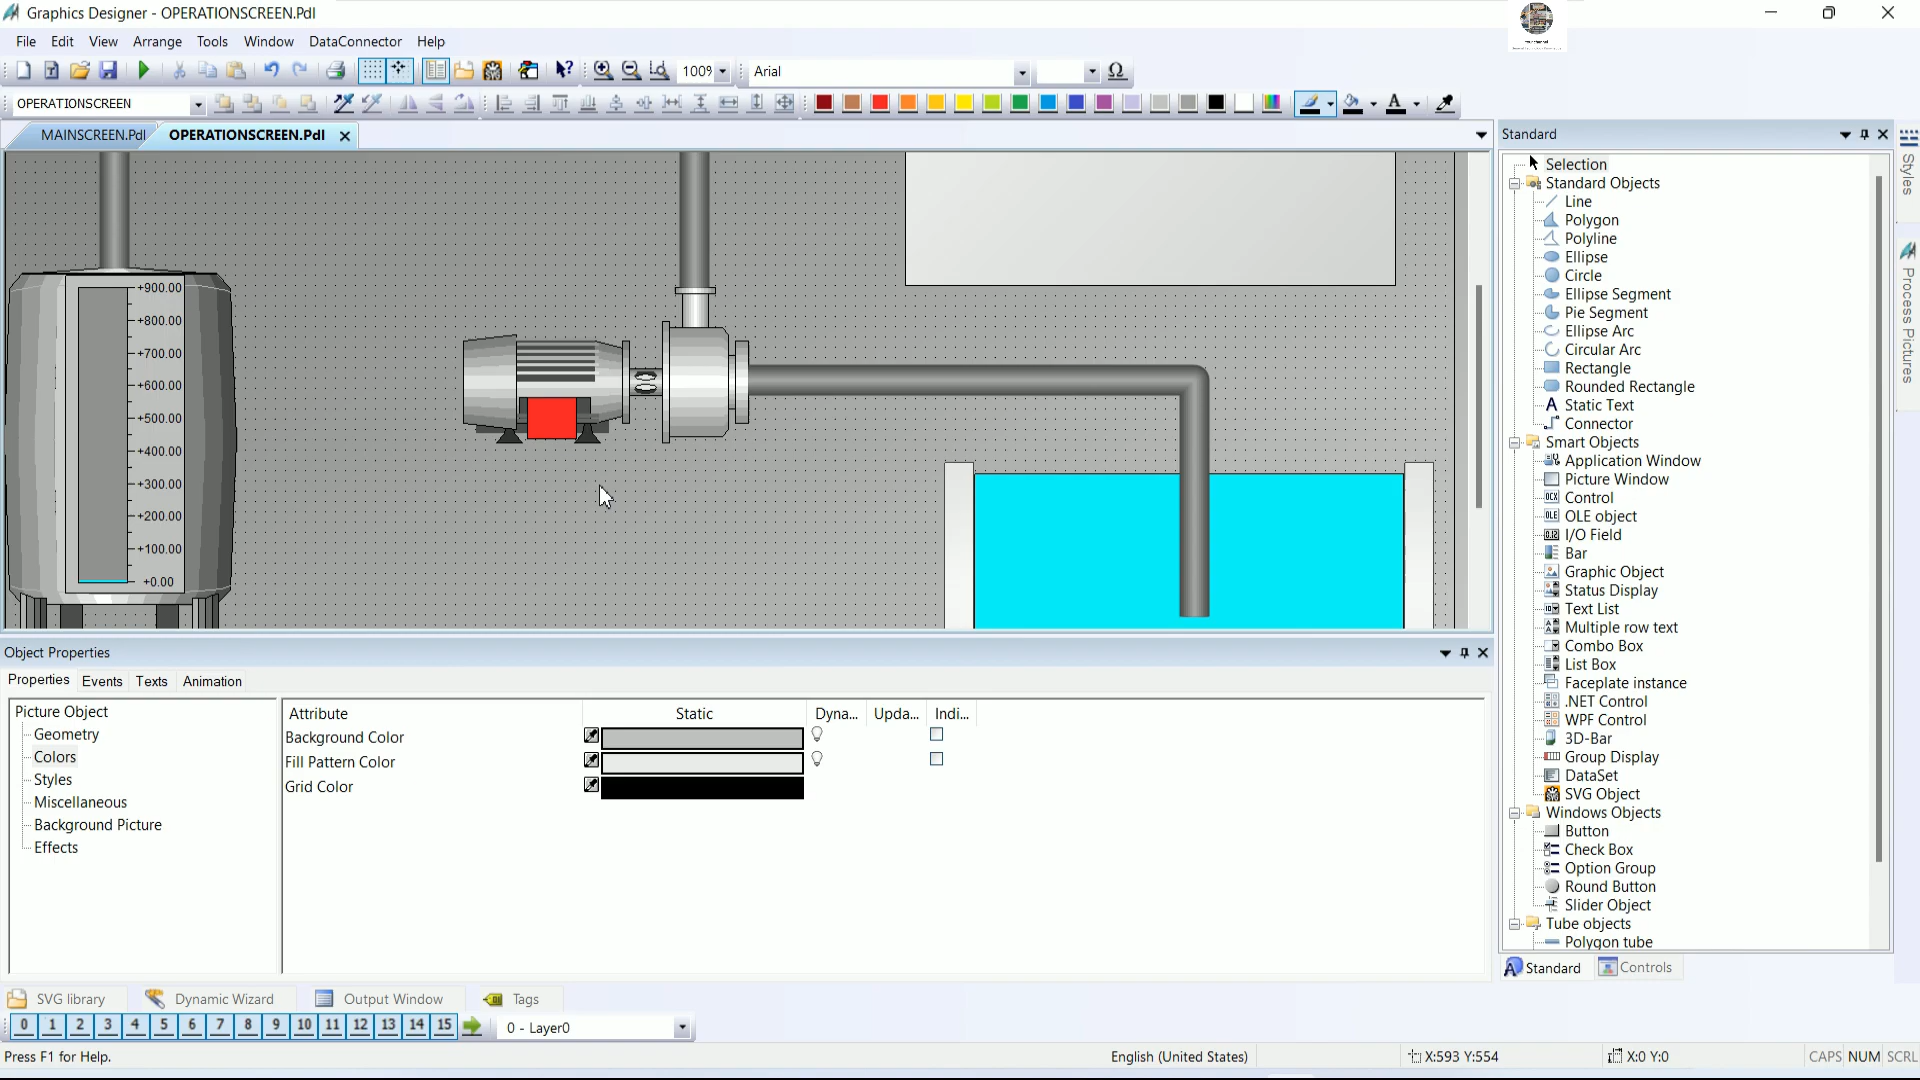 Graphics Designer - OPERATIONSCREEN.Pdl
File Edit View Arrange Tools Window DataConnector Help
100% Arial Ω
OPERATIONSCREEN
MAINSCREEN.Pdl OPERATIONSCREEN.Pdl
+900.00
+800.00
+700.00
+600.00
+500.00
+400.00
+300.00
+200.00
+100.00
+0.00
Standard
Selection
Standard Objects
Line
Polygon
Polyline
Ellipse
Circle
Ellipse Segment
Pie Segment
Ellipse Arc
Circular Arc
Rectangle
Rounded Rectangle
A Static Text
Connector
Smart Objects
Application Window
Picture Window
OCX Control
OLE OLE object
0.12 I/O Field
Bar
Graphic Object
Status Display
Text List
Multiple row text
Combo Box
List Box
Faceplate instance
.NET Control
WPF Control
3D-Bar
Group Display
DataSet
SVG Object
Windows Objects
Button
Check Box
Option Group
Round Button
Slider Object
Tube objects
Polygon tube
Standard Controls
Styles
Process Pictures
Object Properties
Properties Events Texts Animation
Picture Object
Geometry
Colors
Styles
Miscellaneous
Background Picture
Effects
Attribute Static Dyna... Upda... Indi...
Background Color
Fill Pattern Color
Grid Color
SVG library Dynamic Wizard Output Window Tags
0 1 2 3 4 5 6 7 8 9 10 11 12 13 14 15 0 - Layer0
Press F1 for Help. English (United States) X:593 Y:554 X:0 Y:0 CAPS NUM SCRL